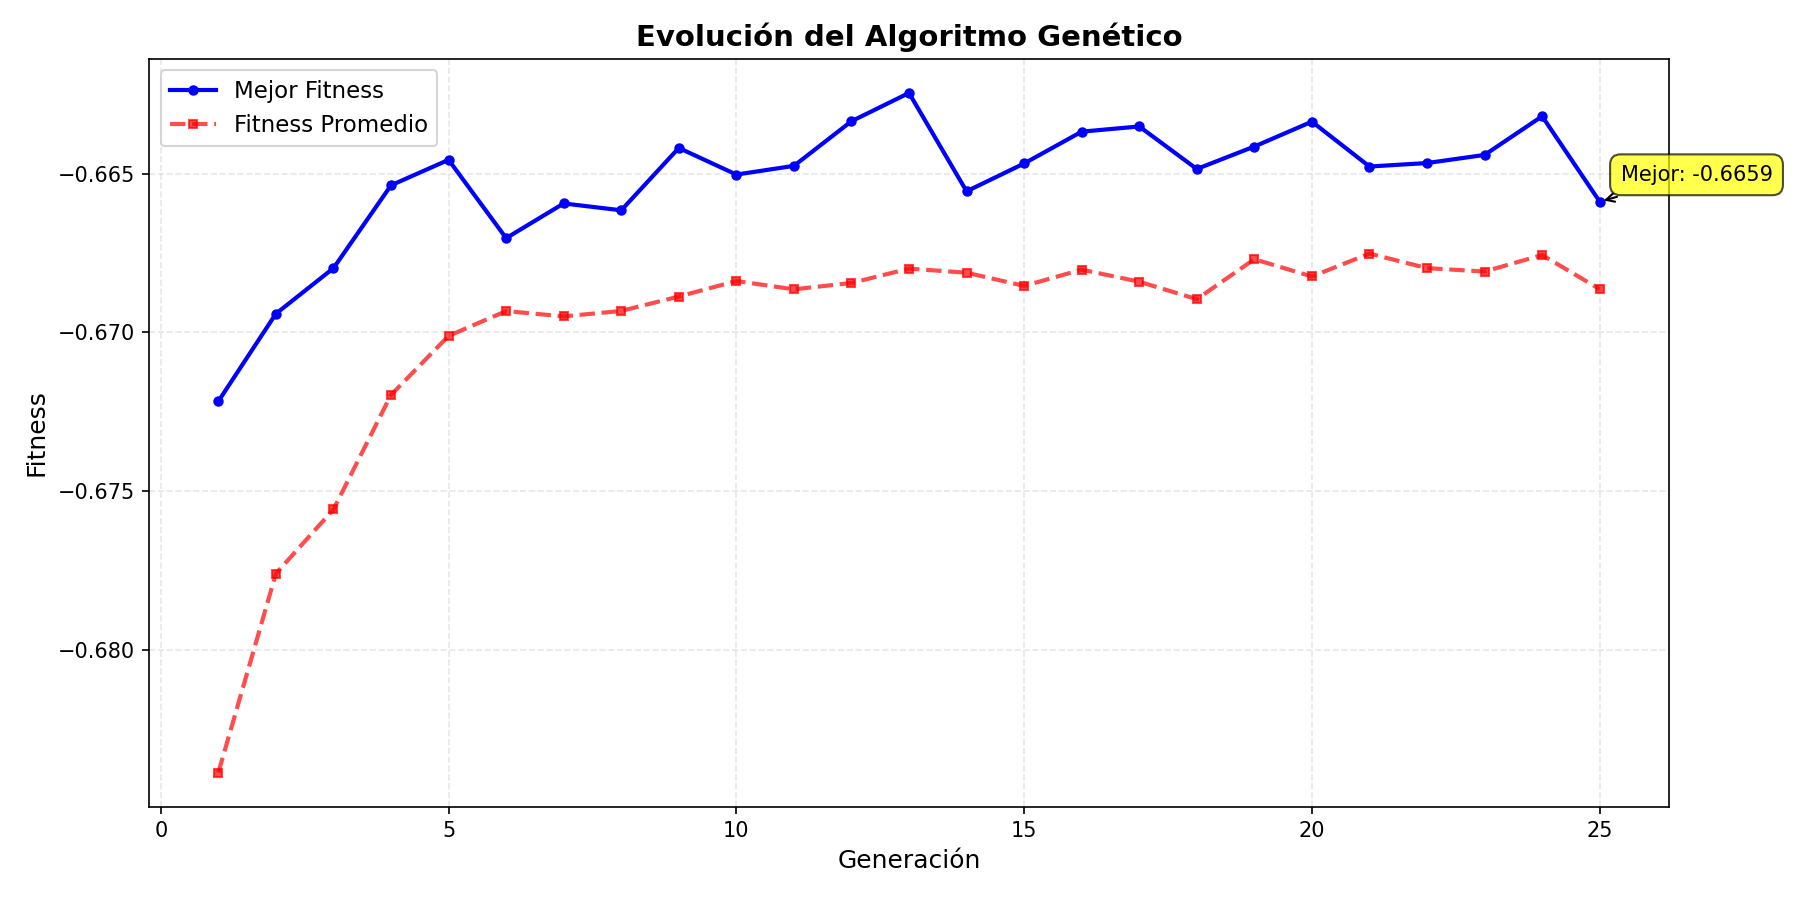 Evolución del Algoritmo Genético
Mejor Fitness
Fitness Promedio
Mejor: -0.6659
Fitness
−0.665
−0.670
−0.675
−0.680
0 5 10 15 20 25
Generación